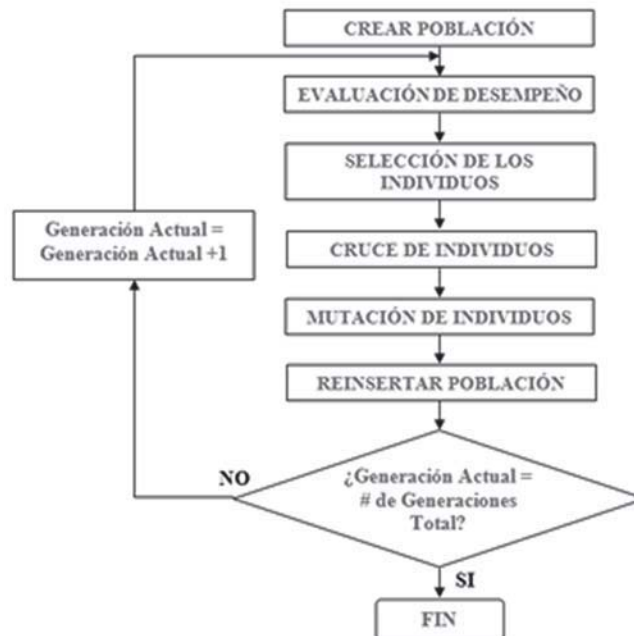 CREAR POBLACIÓN
EVALUACIÓN DE DESEMPEÑO
SELECCIÓN DE LOS
INDIVIDUOS
Generación Actual =
Generación Actual +1
CRUCE DE INDIVIDUOS
MUTACIÓN DE INDIVIDUOS
REINSERTAR POBLACIÓN
NO
¿Generación Actual =
# de Generaciones
Total?
SI
FIN